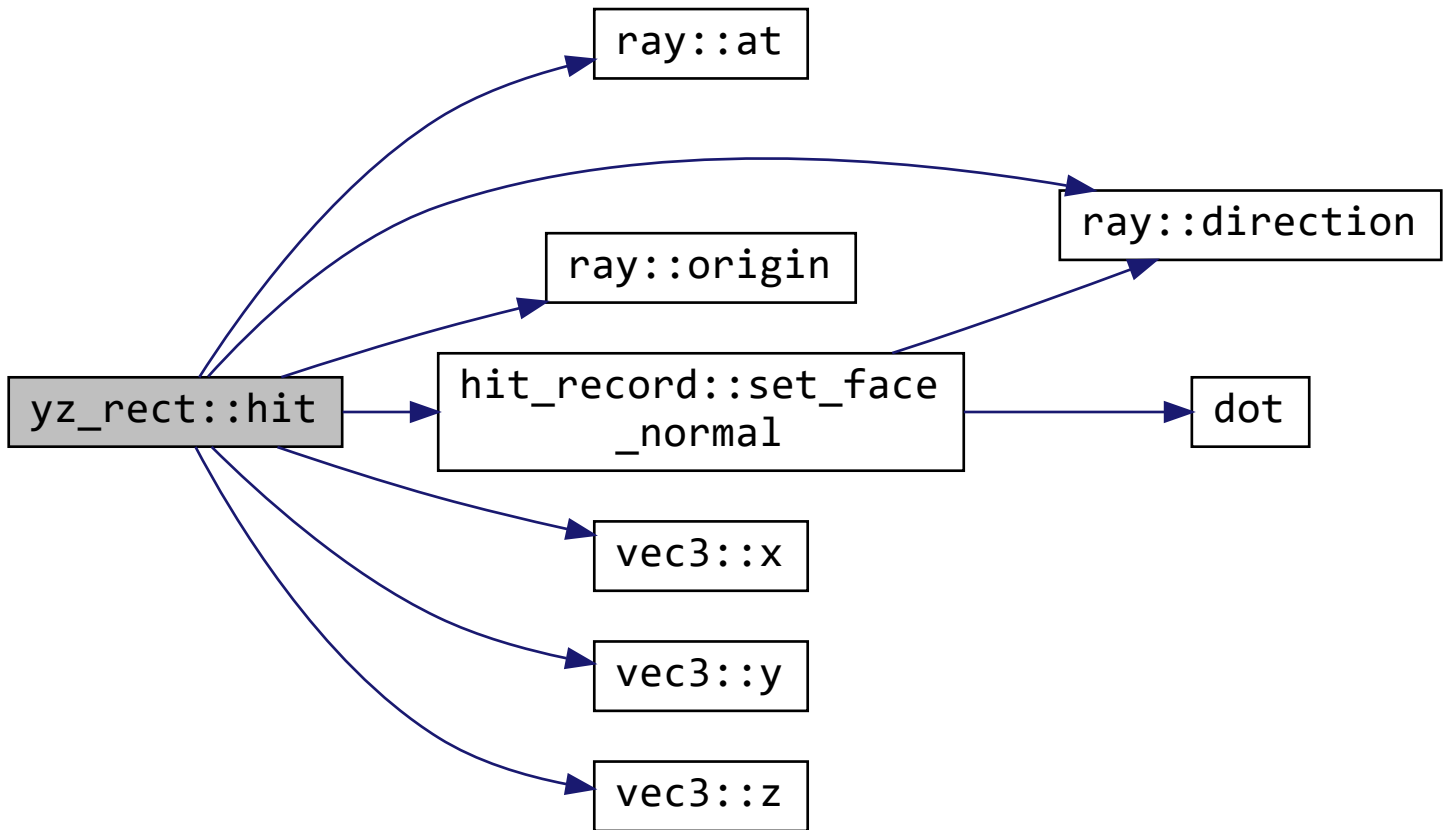 ray::at
ray::direction
ray::origin
yz_rect::hit
hit_record::set_face
_normal
dot
vec3::x
vec3::y
vec3::z